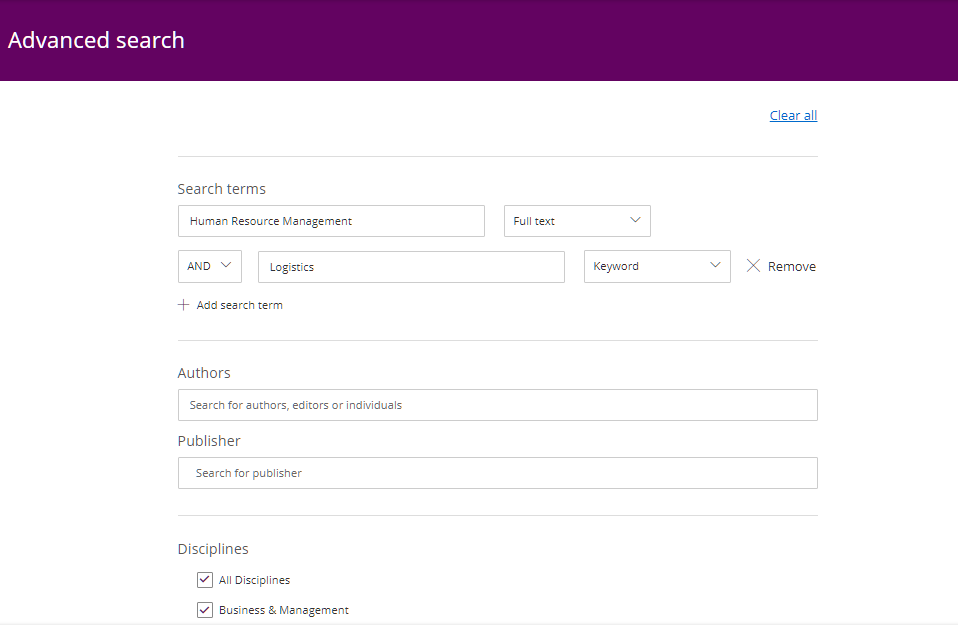 Advanced search
Clear all
Search terms
Human Resource Management Full text
AND Logistics Keyword Remove
Add search term
Authors
Search for authors, editors or individuals
Publisher
Search for publisher
Disciplines
All Disciplines
Business & Management